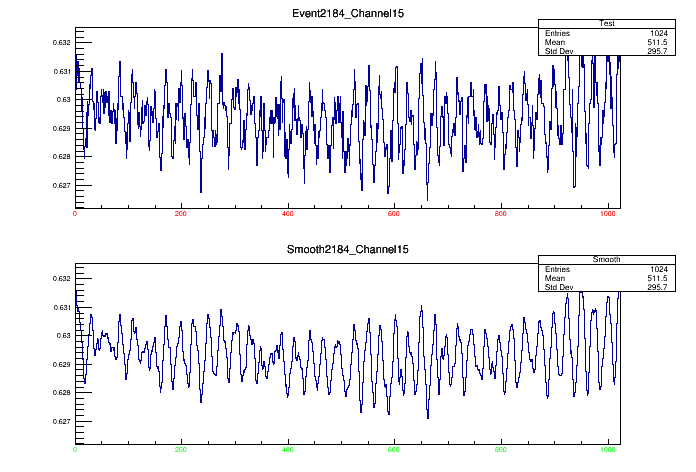 Event2184_Channel15
Test
Entries 1024
Mean 511.5
Std Dev 295.7
0.632
0.631
0.63
0.629
0.628
0.627
0 200 400 600 800 1000
Smooth2184_Channel15
Smooth
Entries 1024
Mean 511.5
Std Dev 295.7
0.632
0.631
0.63
0.629
0.628
0.627
0 200 400 600 800 1000